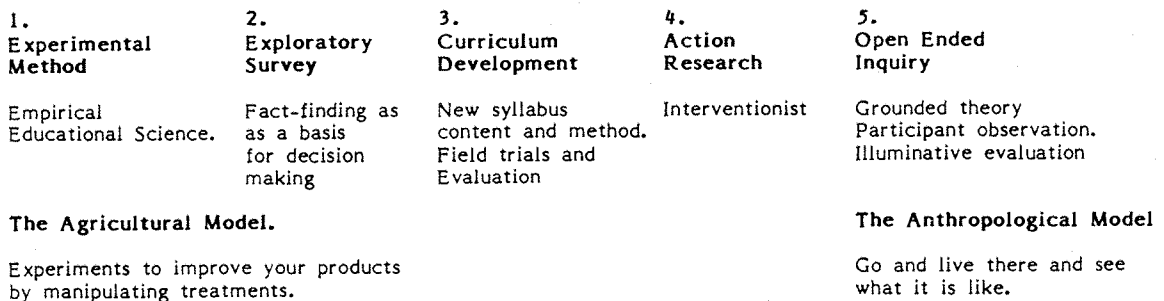 1.
Experimental
Method
Empirical
Educational Science.
2.
Exploratory
Survey
Fact-finding as
as a basis
for decision
making
3.
Curriculum
Development
New syllabus
content and method.
Field trials and
Evaluation
4.
Action
Research
Interventionist
5.
Open Ended
Inquiry
Grounded theory
Participant observation.
Illuminative evaluation
The Agricultural Model.
Experiments to improve your products
by manipulating treatments.
The Anthropological Model
Go and live there and see
what it is like.